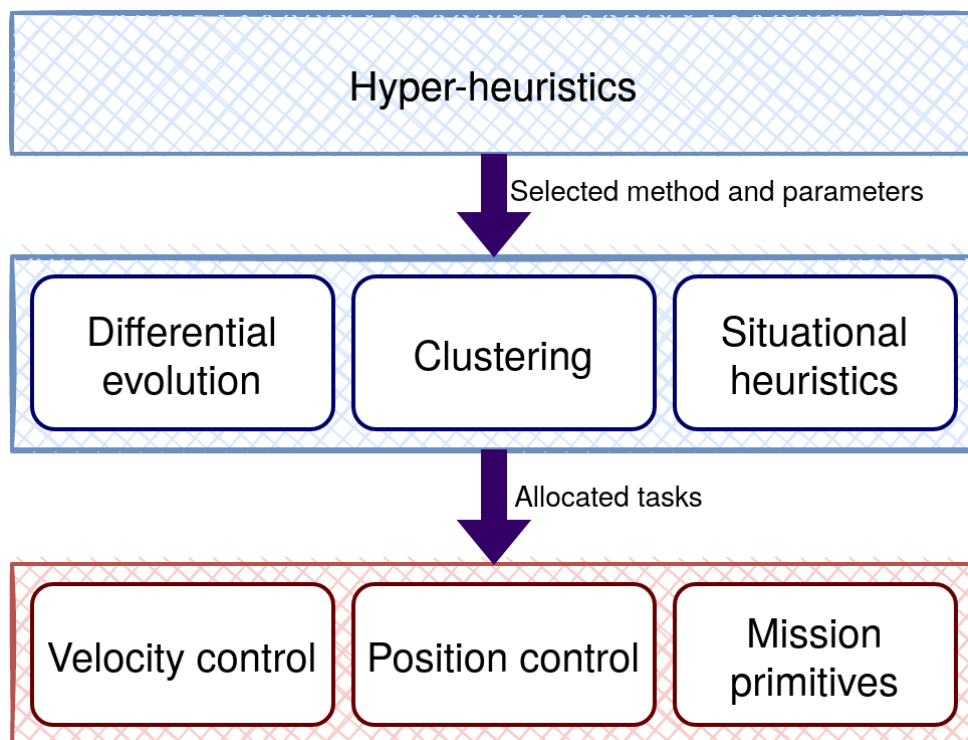 Hyper-heuristics
Selected method and parameters
Differential
evolution
Clustering
Situational
heuristics
Allocated tasks
Velocity control
Position control
Mission
primitives